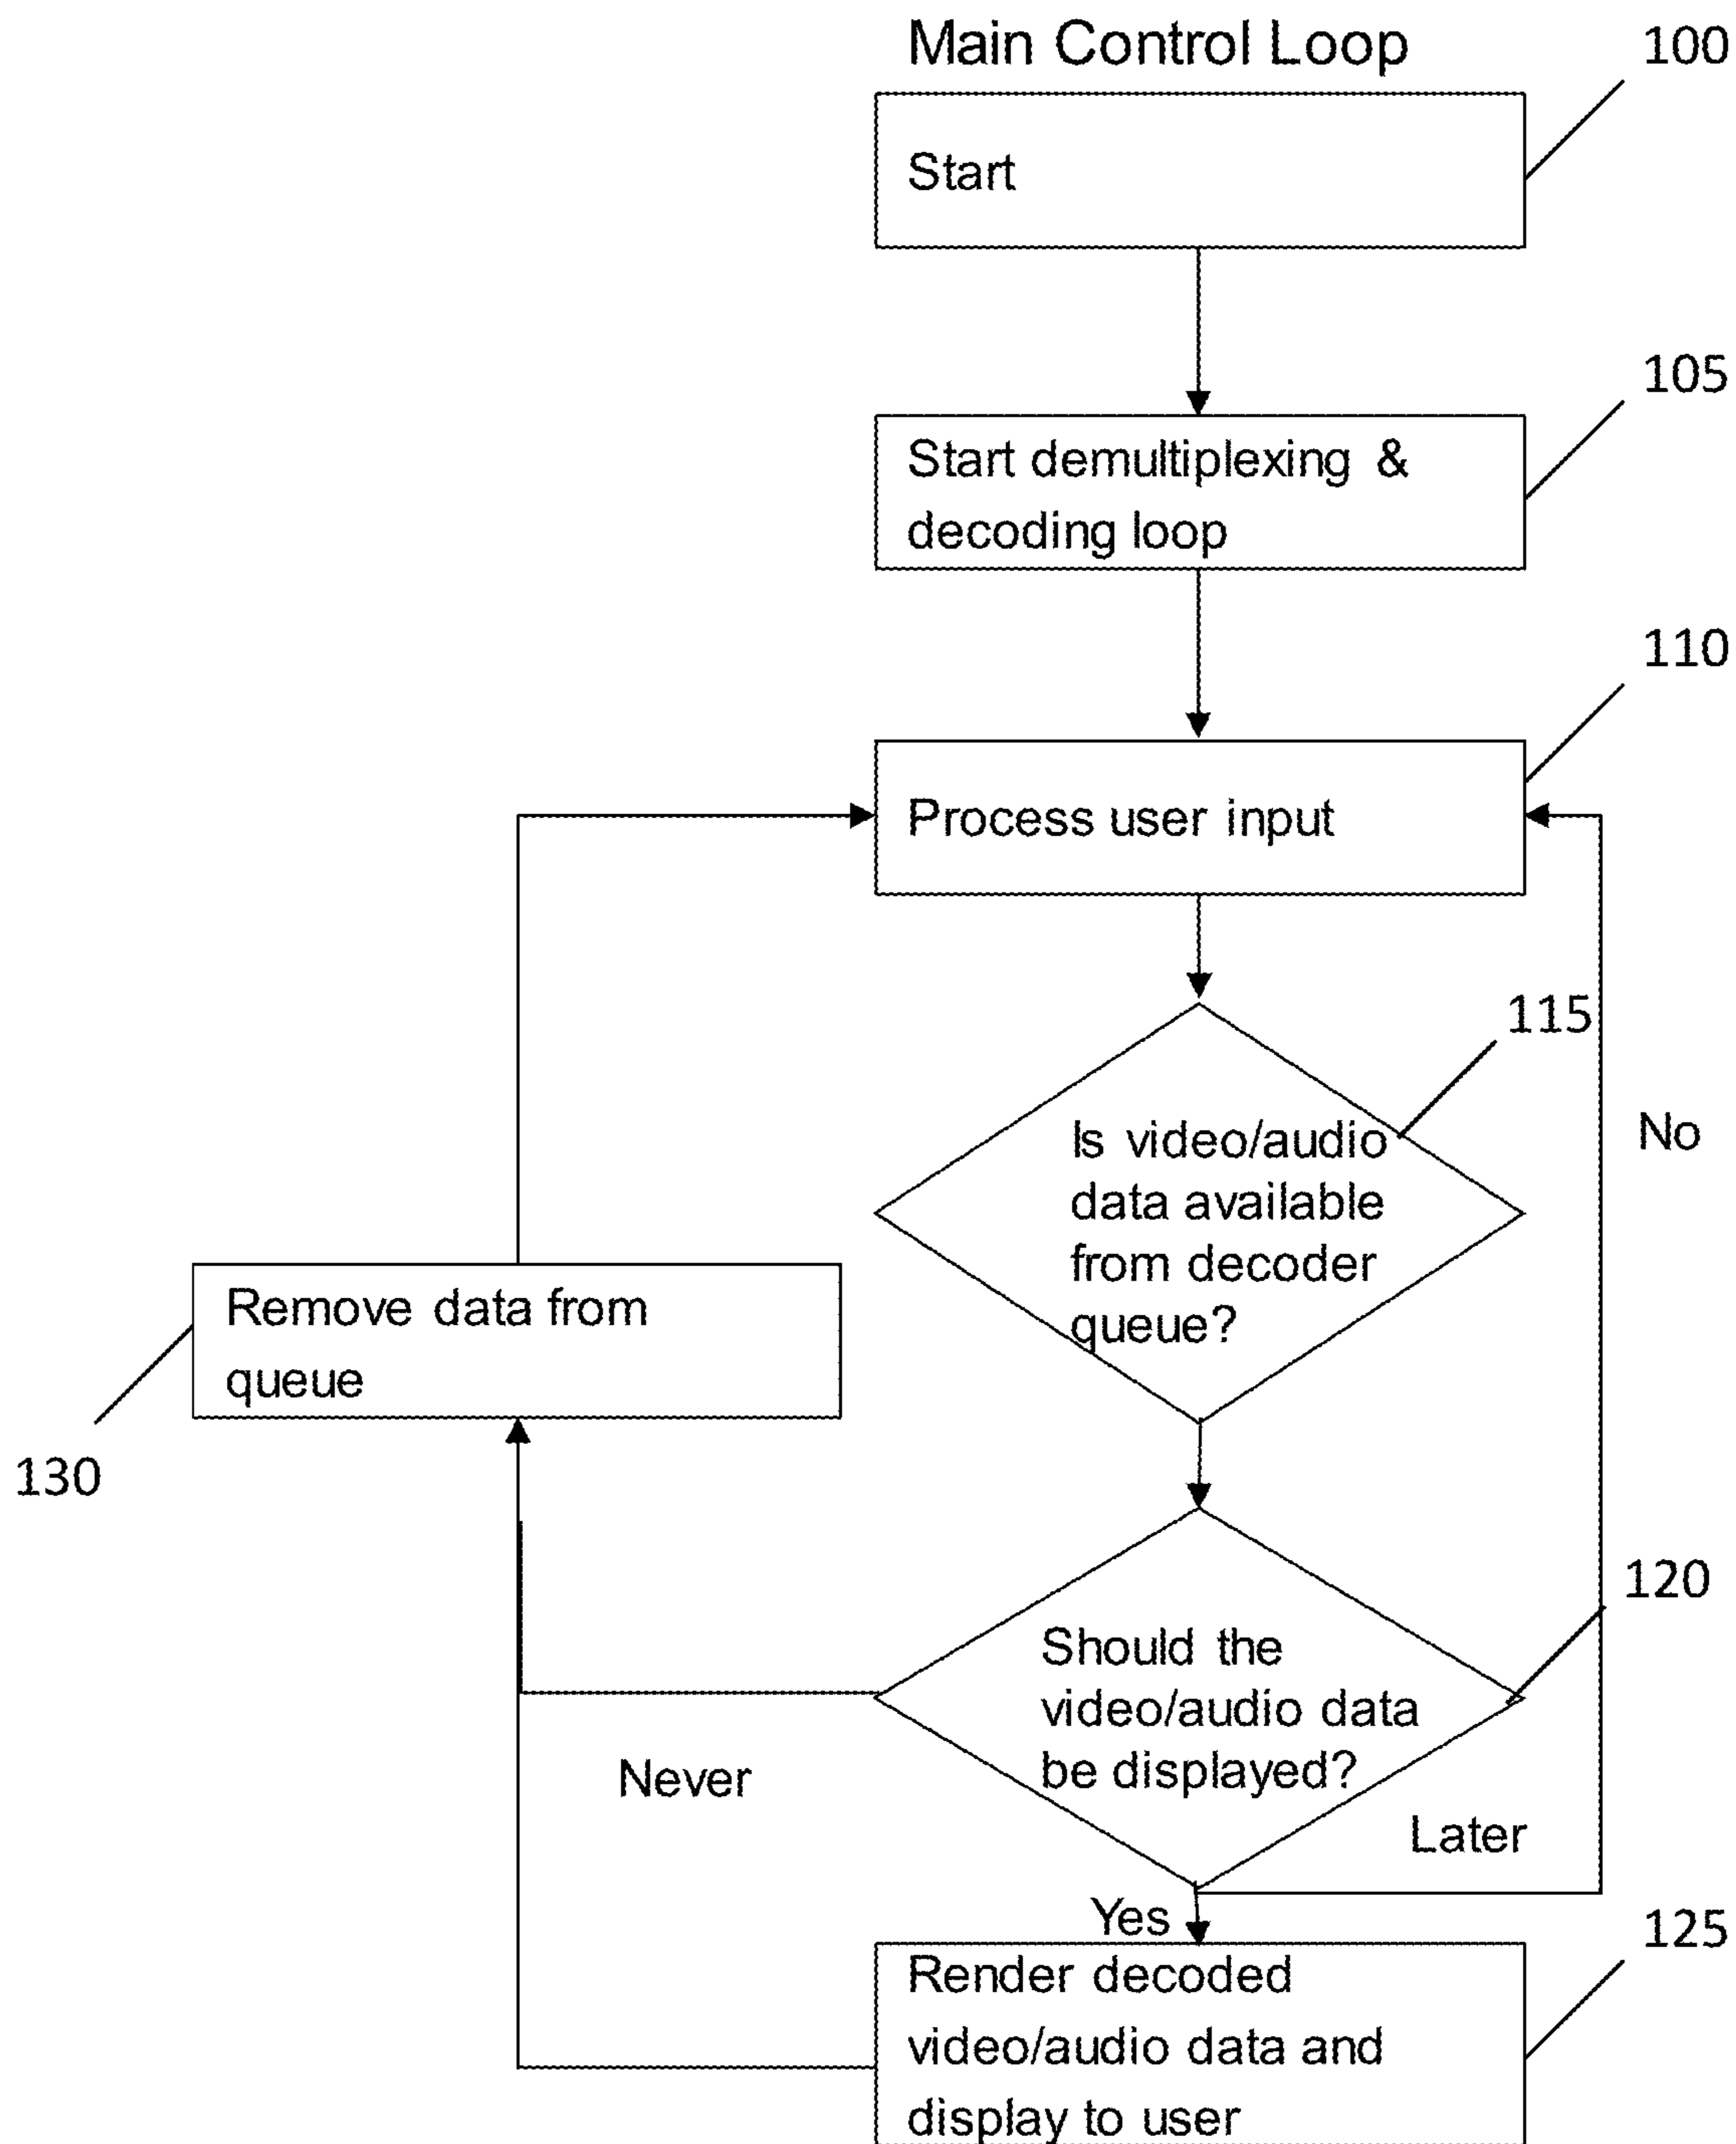 Main Control Loop
100
Start
105
Start demultiplexing &
decoding loop
110
Process user input
115
Is video/audio
data available
from decoder
queue?
No
Remove data from
queue
130
120
Should the
video/audio data
be displayed?
Never
Later
Yes
125
Render decoded
video/audio data and
display to user